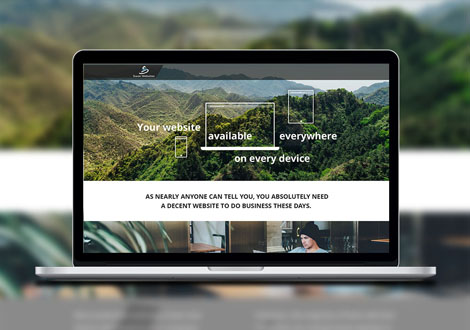 Your website available everywhere
on every device
AS NEARLY ANYONE CAN TELL YOU, YOU ABSOLUTELY NEED
A DECENT WEBSITE TO DO BUSINESS THESE DAYS.